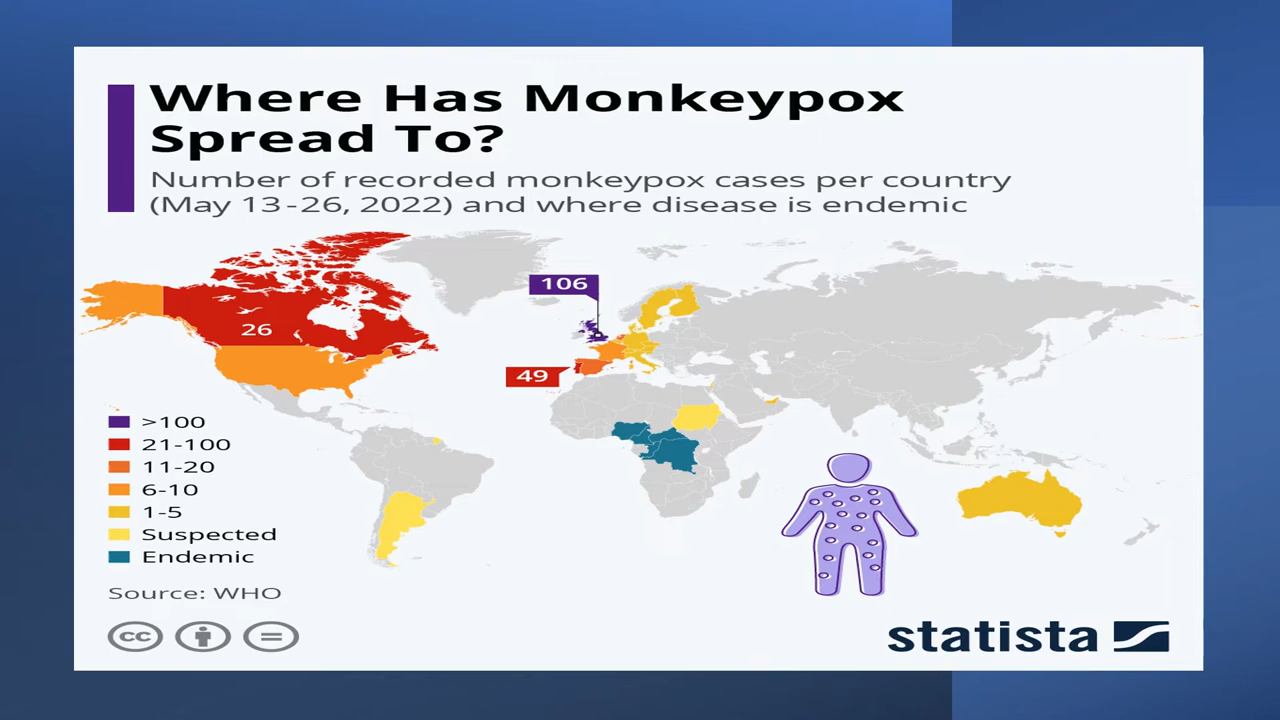 Where Has Monkeypox
Spread To?
Number of recorded monkeypox cases per country
(May 13-26, 2022) and where disease is endemic
106
26
49
>100
21-100
11-20
6-10
1-5
Suspected
Endemic
Source: WHO
cc
=
statista